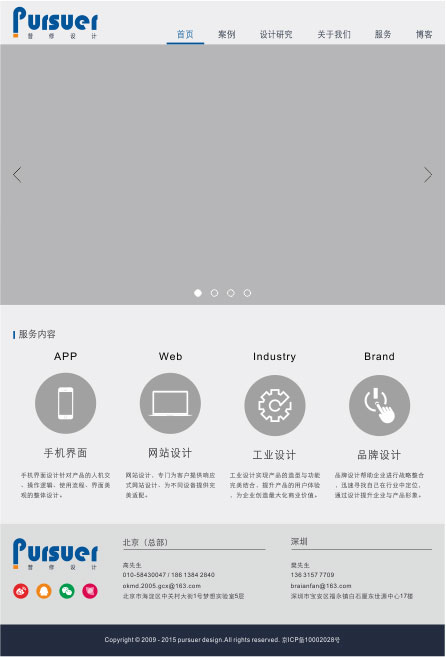 Pursuer
普修设计
首页 案例 设计研究 关于我们 服务 博客
服务内容
APP Web Industry Brand
手机界面 网站设计 工业设计 品牌设计
手机界面设计针对产品的人机交
、操作逻辑、使用流程、界面美
观的整体设计。
网站设计、专门为客户提供响应
式网站设计、为不同设备提供完
美适配。
工业设计实现产品的造型与功能
完美结合、提升产品的用户体验
、为企业创造最大化商业价值。
品牌设计帮助企业进行战略整合
、迅速寻找自己在行业中定位、
通过设计提升企业与产品形象。
Pursuer
普修设计
北京（总部）
高先生
010-58430047 / 186 1384 2840
okmd.2005.gcx@163.com
北京市海淀区中关村大街1号梦想实验室5层
深圳
樊先生
136 3157 7709
braianfan@163.com
深圳市宝安区福永镇白石厦东世源中心17楼
Copyright © 2009 - 2015 pursuer design.All rights reserved. 京ICP备10002028号